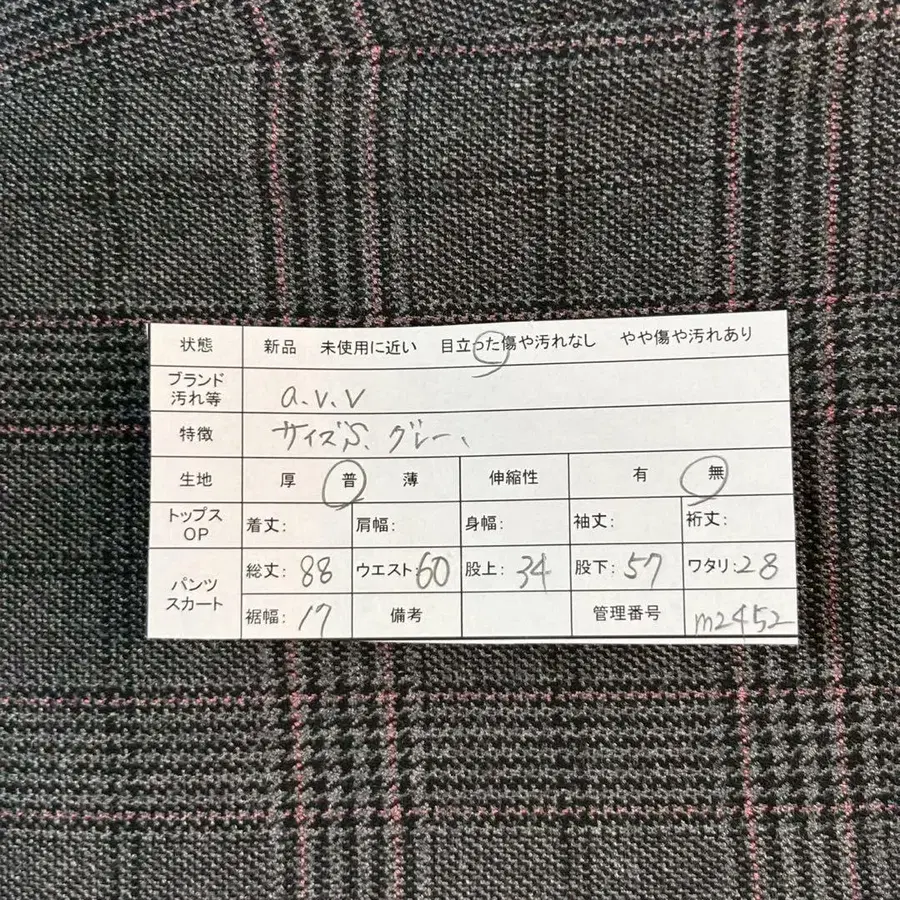 状態 新品 未使用に近い 目立った傷や汚れなし やや傷や汚れあり
ブランド
汚れ等 a.v.v
特徴 サイズS、グレー、
生地 厚 普 薄 伸縮性 有 無
トップス
OP 着丈: 肩幅: 身幅: 袖丈: 裄丈:
パンツ
スカート 総丈: 88 ウエスト: 60 股上: 34 股下: 57 ワタリ: 28
裾幅: 17 備考 管理番号 m2452